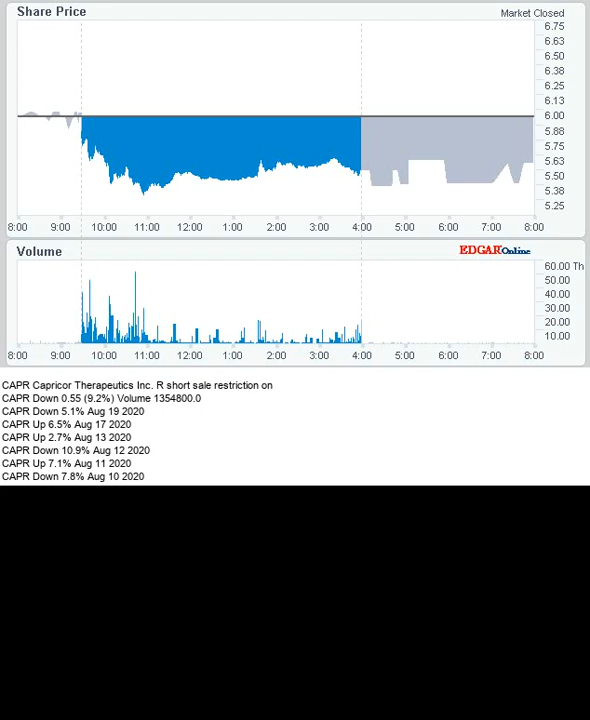 Share Price
Market Closed
6.75
6.63
6.50
6.38
6.25
6.13
6.00
5.88
5.75
5.63
5.50
5.38
5.25
8:00 9:00 10:00 11:00 12:00 1:00 2:00 3:00 4:00 5:00 6:00 7:00 8:00
Volume
EDGAR Online
60.00 Th
50.00
40.00
30.00
20.00
10.00
8:00 9:00 10:00 11:00 12:00 1:00 2:00 3:00 4:00 5:00 6:00 7:00 8:00
CAPR Capricor Therapeutics Inc. R short sale restriction on
CAPR Down 0.55 (9.2%) Volume 1354800.0
CAPR Down 5.1% Aug 19 2020
CAPR Up 6.5% Aug 17 2020
CAPR Up 2.7% Aug 13 2020
CAPR Down 10.9% Aug 12 2020
CAPR Up 7.1% Aug 11 2020
CAPR Down 7.8% Aug 10 2020